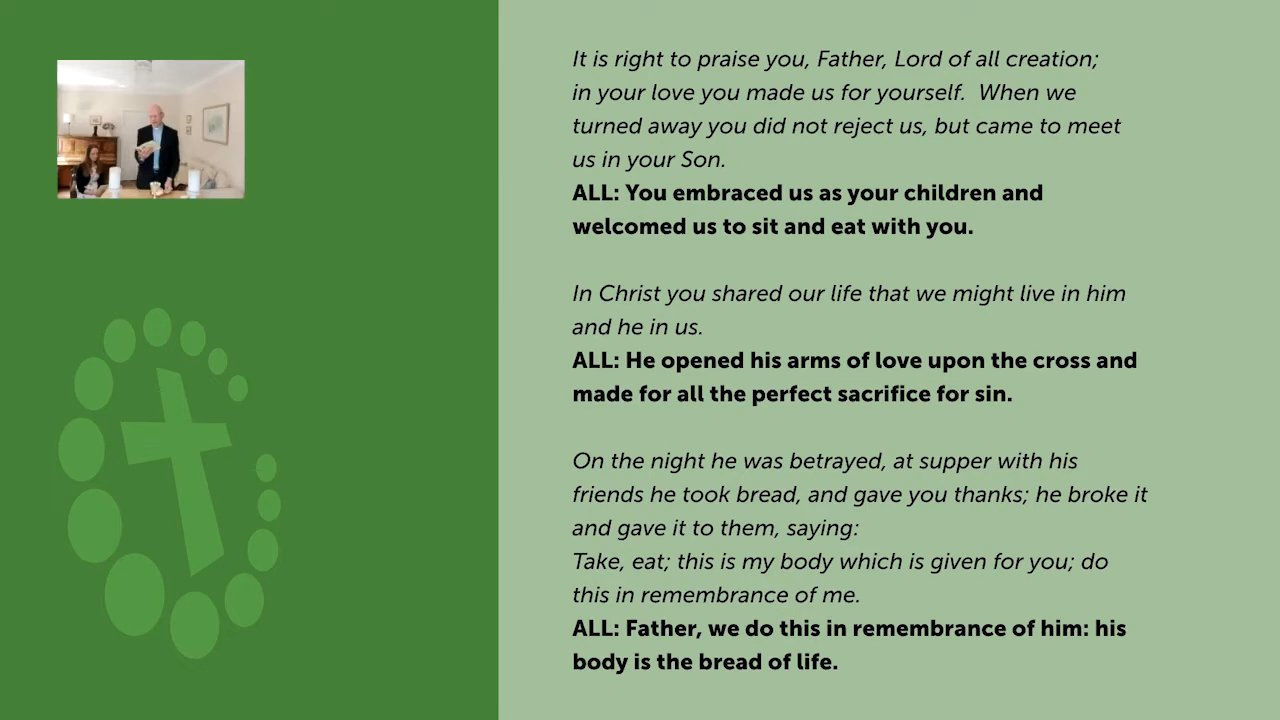 It is right to praise you, Father, Lord of all creation;
in your love you made us for yourself.  When we
turned away you did not reject us, but came to meet
us in your Son.
ALL: You embraced us as your children and
welcomed us to sit and eat with you.
In Christ you shared our life that we might live in him
and he in us.
ALL: He opened his arms of love upon the cross and
made for all the perfect sacrifice for sin.
On the night he was betrayed, at supper with his
friends he took bread, and gave you thanks; he broke it
and gave it to them, saying:
Take, eat; this is my body which is given for you; do
this in remembrance of me.
ALL: Father, we do this in remembrance of him: his
body is the bread of life.